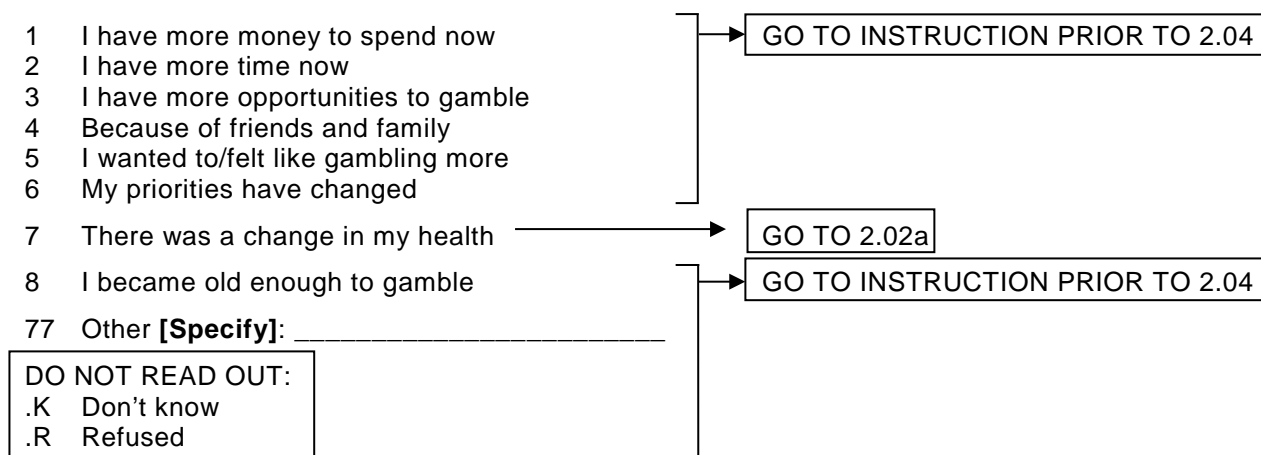 1 I have more money to spend now GO TO INSTRUCTION PRIOR TO 2.04
2 I have more time now
3 I have more opportunities to gamble
4 Because of friends and family
5 I wanted to/felt like gambling more
6 My priorities have changed
7 There was a change in my health GO TO 2.02a
8 I became old enough to gamble GO TO INSTRUCTION PRIOR TO 2.04
77 Other [Specify]: ________________________
DO NOT READ OUT:
.K Don't know
.R Refused